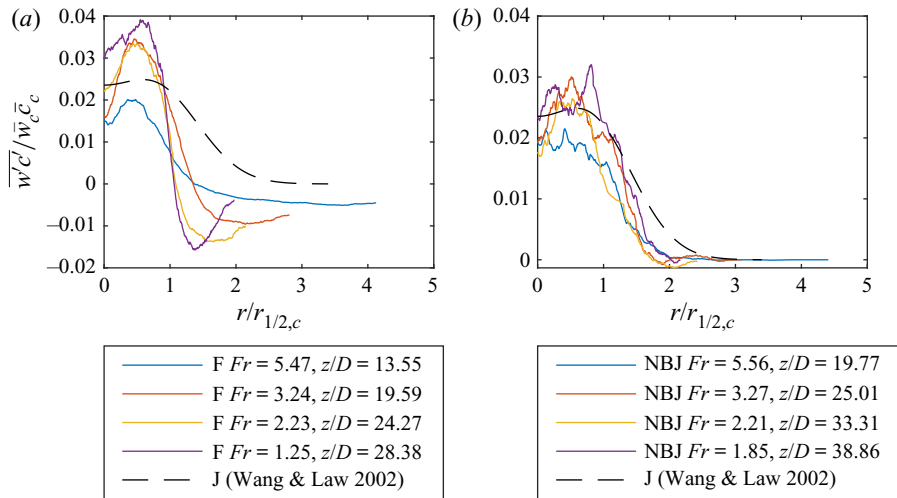 (a)
0.04
0.03
0.02
0.01
0
–0.01
–0.02
0 1 2 3 4 5
r/r1/2,c
w′c′/w̄c c̄c
(b)
0.04
0.03
0.02
0.01
0
0 1 2 3 4 5
r/r1/2,c
F Fr = 5.47, z/D = 13.55
F Fr = 3.24, z/D = 19.59
F Fr = 2.23, z/D = 24.27
F Fr = 1.25, z/D = 28.38
J (Wang & Law 2002)
NBJ Fr = 5.56, z/D = 19.77
NBJ Fr = 3.27, z/D = 25.01
NBJ Fr = 2.21, z/D = 33.31
NBJ Fr = 1.85, z/D = 38.86
J (Wang & Law 2002)